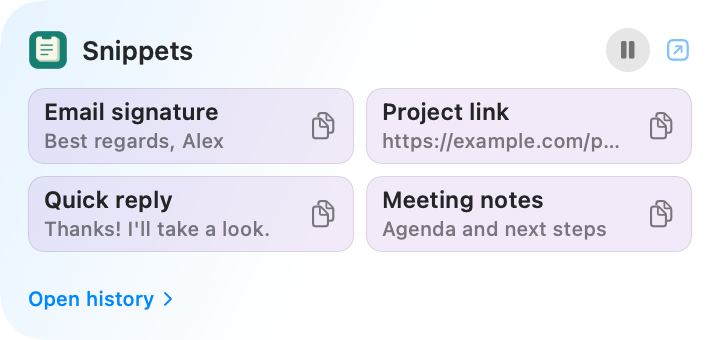 Snippets
Email signature
Best regards, Alex
Project link
https://example.com/p...
Quick reply
Thanks! I'll take a look.
Meeting notes
Agenda and next steps
Open history